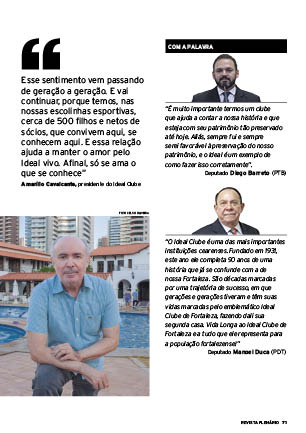 “
Esse sentimento vem passando
de geração a geração. E vai
continuar, porque temos, nas
nossas escolinhas esportivas,
cerca de 500 filhos e netos de
sócios, que convivem aqui, se
conhecem aqui. E essa relação
ajuda a manter o amor pelo
Ideal vivo. Afinal, só se ama o
que se conhece”
Amarílio Cavalcante, presidente do Ideal Clube
COM A PALAVRA
“É muito importante termos um clube
que ajuda a contar a nossa história e que
esteja com seu patrimônio tão preservado
até hoje. Aliás, sempre fui e sempre
serei favorável à preservação do nosso
patrimônio, e o Ideal é um exemplo de
como fazer isso corretamente”.
Deputado Diogo Barreto (PTB)
“O Ideal Clube é uma das mais importantes
instituições cearenses. Fundado em 1931,
este ano ele completa 90 anos de uma
história que já se confunde com a de
nossa Fortaleza. São décadas marcadas
por uma trajetória de sucesso, em que
gerações e gerações tiveram e têm suas
vidas marcadas pelo emblemático Ideal
Clube de Fortaleza, fazendo dali sua
segunda casa. Vida Longa ao Ideal Clube de
Fortaleza e a tudo que ele representa para
a população fortalezense!”
Deputado Manoel Duca (PDT)
REVISTA PLENÁRIO 71